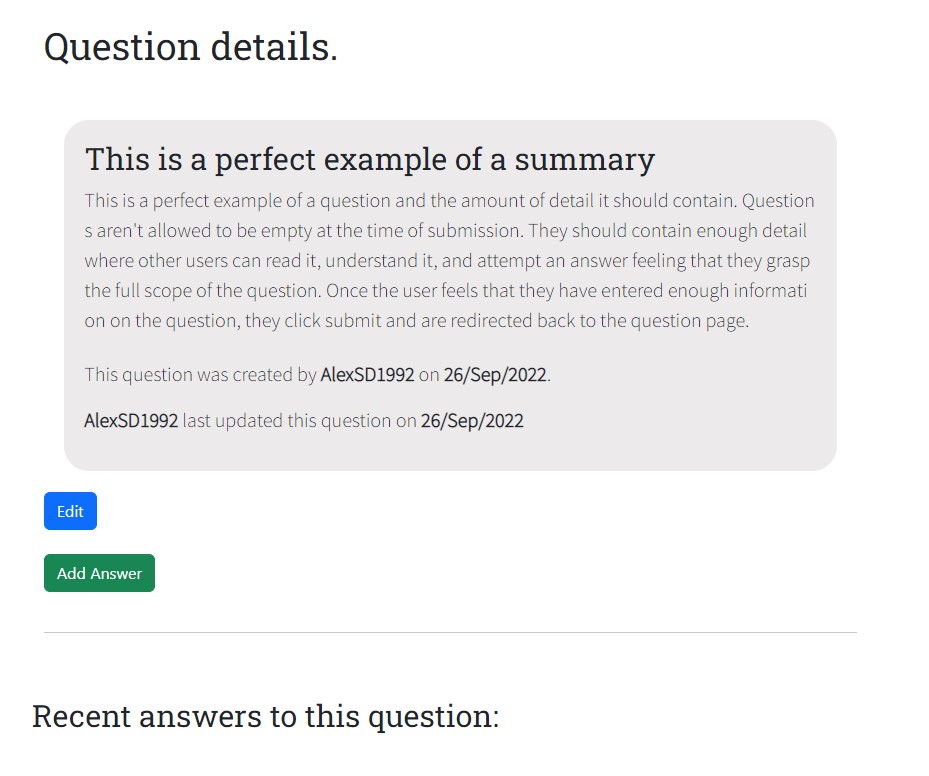 Question details.
This is a perfect example of a summary
This is a perfect example of a question and the amount of detail it should contain. Question
s aren't allowed to be empty at the time of submission. They should contain enough detail
where other users can read it, understand it, and attempt an answer feeling that they grasp
the full scope of the question. Once the user feels that they have entered enough informati
on on the question, they click submit and are redirected back to the question page.
This question was created by AlexSD1992 on 26/Sep/2022.
AlexSD1992 last updated this question on 26/Sep/2022
Edit
Add Answer
Recent answers to this question: